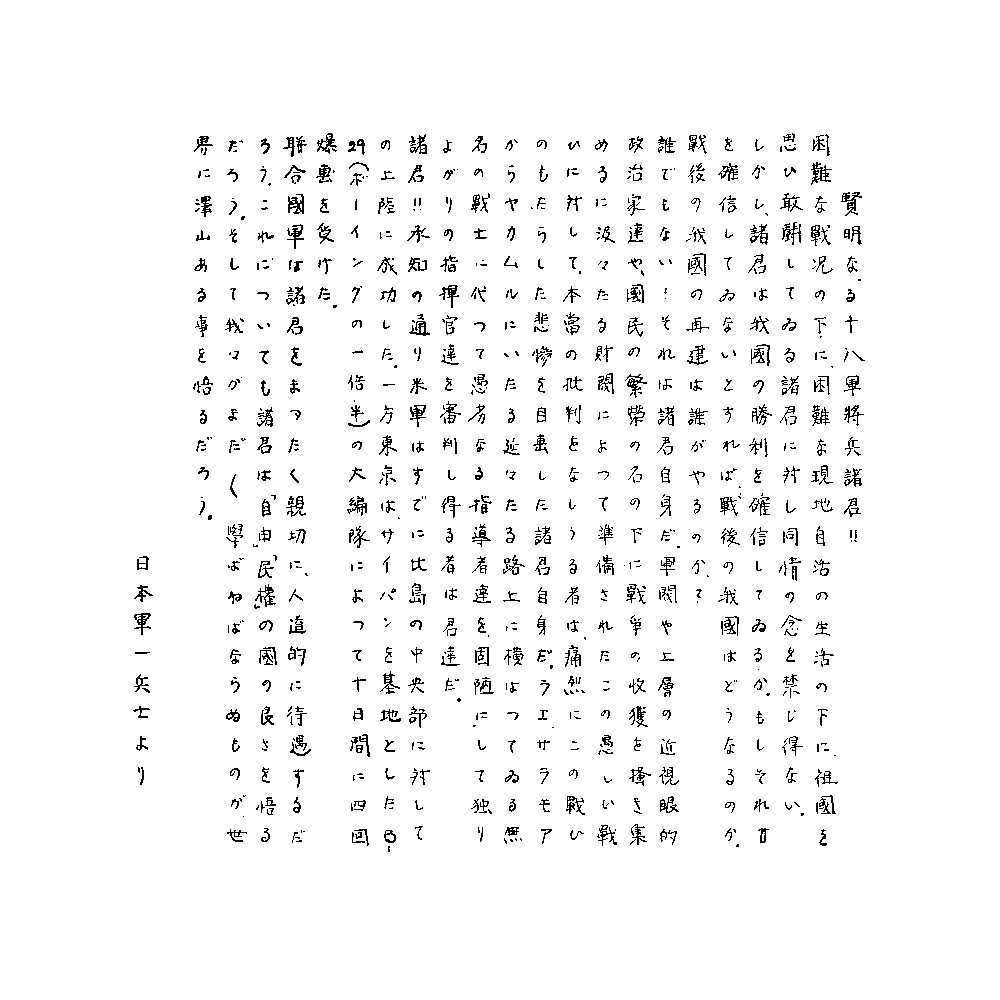 賢明なる十八軍將兵諸君!!
困難な戰況の下に、困難な現地自活の生活の下に、祖國を
思ひ敢鬪してゐる諸君に対し同情の念を禁じ得ない。
しかし、諸君は我國の勝利を確信してゐるか。もしそれ甘
を確信してゐないとすれば、戰後の我國はどうなるのか。
戰後の我國の再建は誰がやるのか?
誰でもない!それは諸君自身だ。軍閥や上層の近視眼的
政治家達や、國民の繁榮の名の下に戰爭の收獲を掻き集
めるに汲々たる財閥によつて準備されたこの愚しい戰
ひに対して、本當の批判をなしうる者は、痛烈にこの戰ひ
のもたらした悲慘を目擊した諸君自身だ。ラエ、サラモア
からヤカムルにいたる延々たる路上に橫はつてゐる無
名の戰士に代つて愚劣なる指導者達を、固陋にして独り
よがりの指揮官達を審判し得る者は君達だ。
諸君!!承知の通り米軍はすでに比島の中央部に対して
の上陸に成功した。一方東京は、サイパンを基地としたB-
29(ボーイングの一倍半)の大編隊によつて十日間に四回
爆擊を受けた。
聯合國軍は諸君をまつたく親切に、人道的に待遇するだ
ろう。これについても諸君は「自由」「民權」の國の良さを悟る
だろう。そして我々がまだ〱學ばねばならぬものが、世
界に澤山ある事を悟るだろう。
日本軍一兵士より